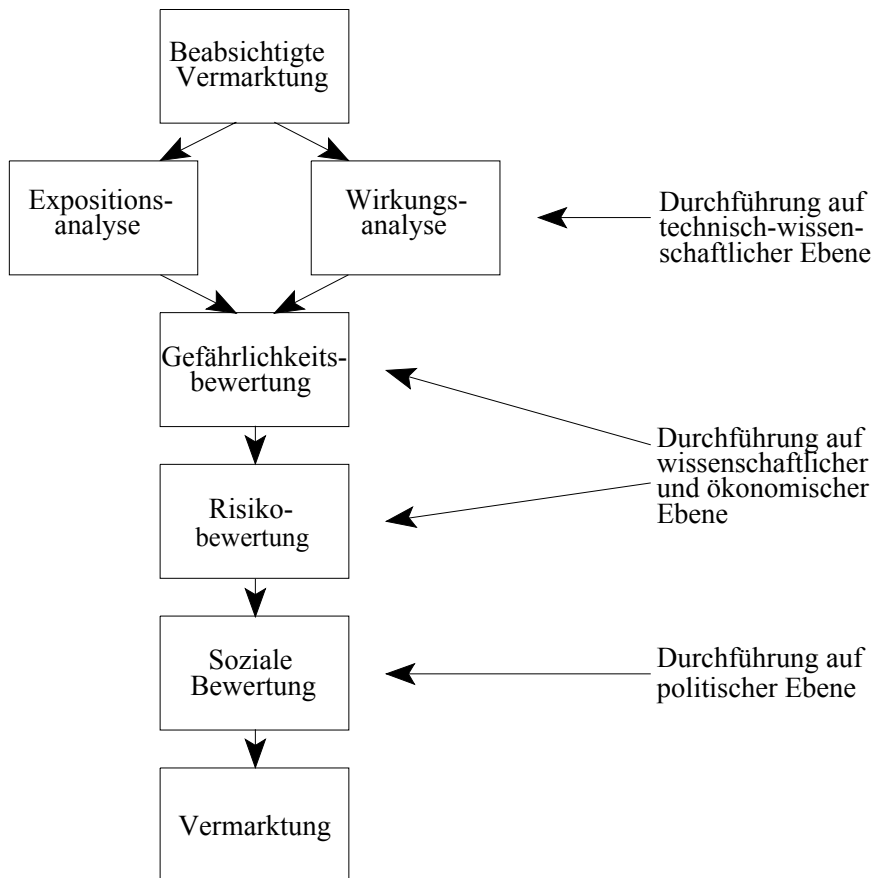 Beabsichtigte
Vermarktung
Expositions-
analyse
Wirkungs-
analyse
Durchführung auf
technisch-wissen-
schaftlicher Ebene
Gefährlichkeits-
bewertung
Durchführung auf
wissenschaftlicher
und ökonomischer
Ebene
Risiko-
bewertung
Soziale
Bewertung
Durchführung auf
politischer Ebene
Vermarktung